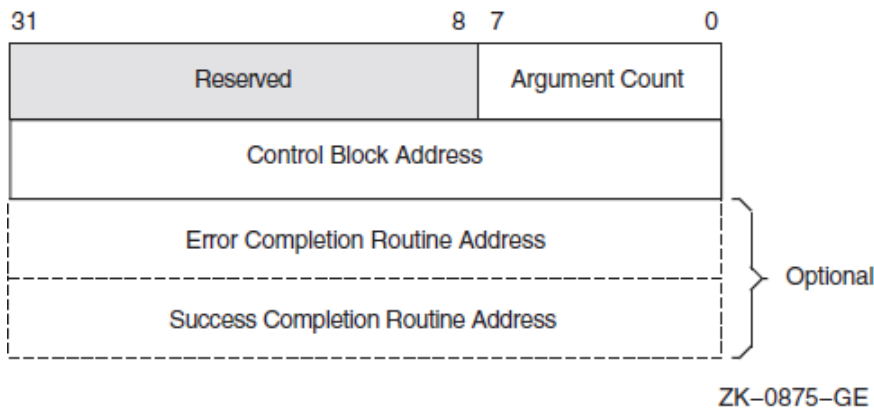 31 8 7 0
Reserved Argument Count
Control Block Address
Error Completion Routine Address
Optional
Success Completion Routine Address
ZK–0875–GE